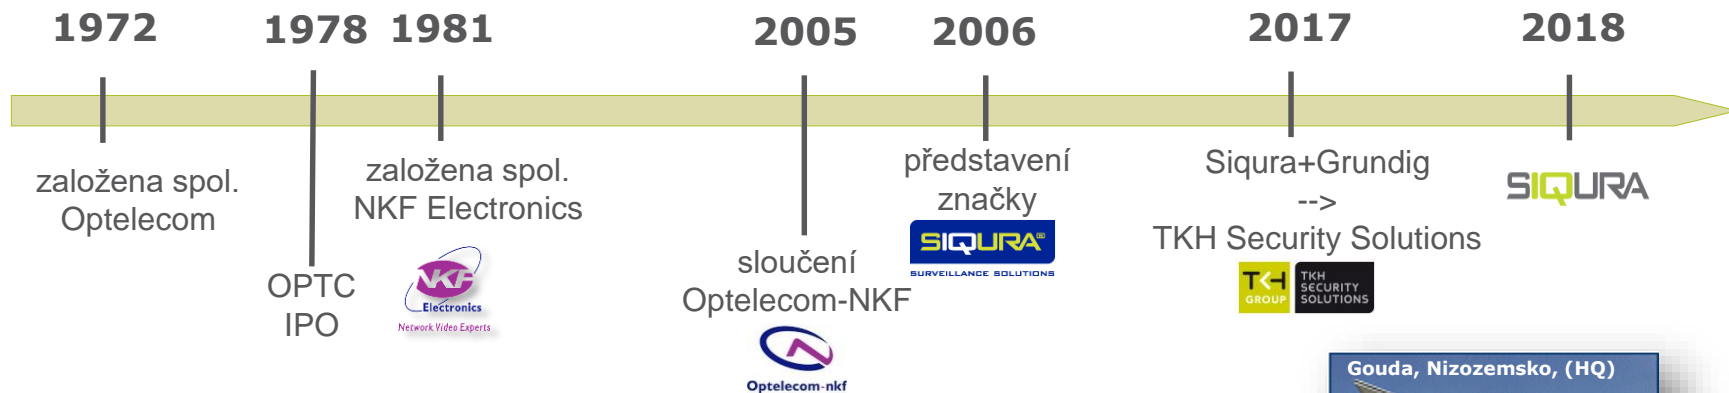 1972
založena spol.
Optelecom
1978
OPTC
IPO
1981
založena spol.
NKF Electronics
NKF
Electronics
Network Video Experts
2005
sloučení
Optelecom-NKF
Optelecom-nkf
2006
představení
značky
SIQURA
SURVEILLANCE SOLUTIONS
2017
Siqura+Grundig
-->
TKH Security Solutions
TKH
GROUP
TKH
SECURITY
SOLUTIONS
2018
SIQURA
Gouda, Nizozemsko, (HQ)